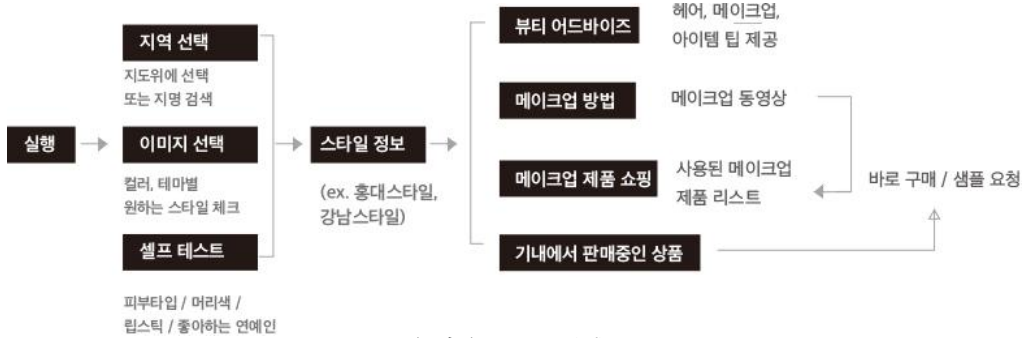 실행
지역 선택
지도위에 선택
또는 지명 검색
이미지 선택
컬러, 테마별
원하는 스타일 체크
셀프 테스트
피부타입 / 머리색 /
립스틱 / 좋아하는 연예인
스타일 정보
(ex. 홍대스타일,
강남스타일)
뷰티 어드바이즈
헤어, 메이크업,
아이템 팁 제공
메이크업 방법
메이크업 동영상
메이크업 제품 쇼핑
사용된 메이크업
제품 리스트
기내에서 판매중인 상품
바로 구매 / 샘플 요청